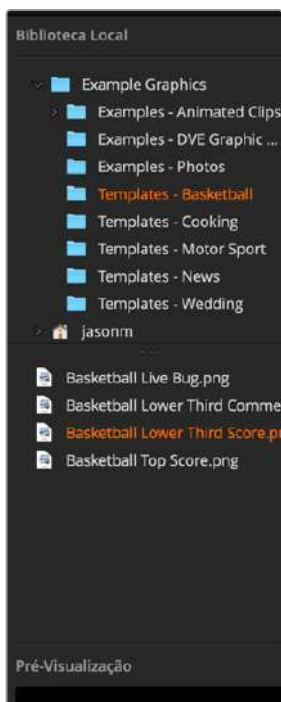 Biblioteca Local
Example Graphics
Examples - Animated Clips
Examples - DVE Graphic ...
Examples - Photos
Templates - Basketball
Templates - Cooking
Templates - Motor Sport
Templates - News
Templates - Wedding
jasonm
...
Basketball Live Bug.png
Basketball Lower Third Comme
Basketball Lower Third Score.p
Basketball Top Score.png
Pré-Visualização